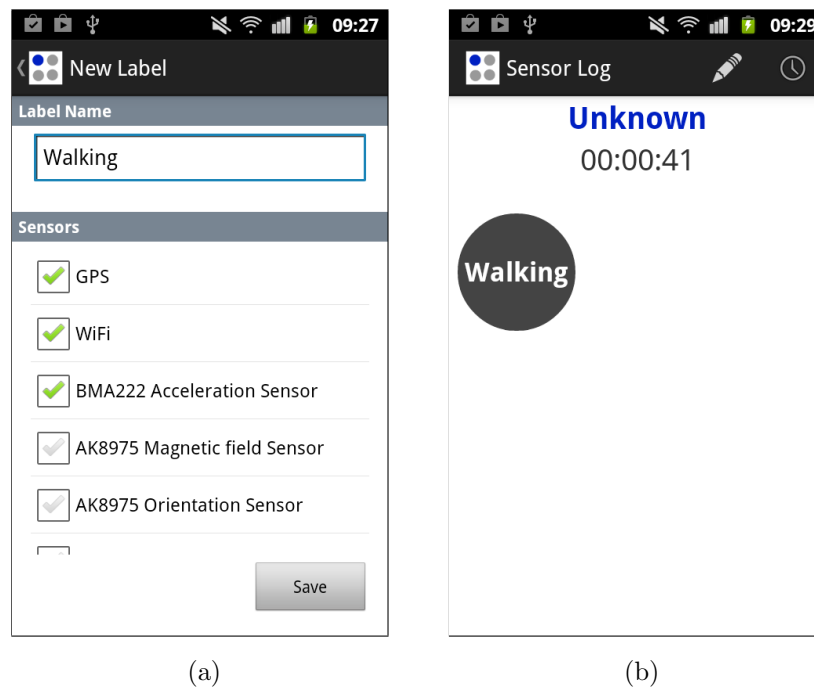 09:27
New Label
Label Name
Walking
Sensors
GPS
WiFi
BMA222 Acceleration Sensor
AK8975 Magnetic field Sensor
AK8975 Orientation Sensor
Save
(a)
09:29
Sensor Log
Unknown
00:00:41
Walking
(b)